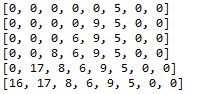 [0, 0, 0, 0, 0, 5, 0, 0]
[0, 0, 0, 0, 9, 5, 0, 0]
[0, 0, 0, 6, 9, 5, 0, 0]
[0, 0, 8, 6, 9, 5, 0, 0]
[0, 17, 8, 6, 9, 5, 0, 0]
[16, 17, 8, 6, 9, 5, 0, 0]